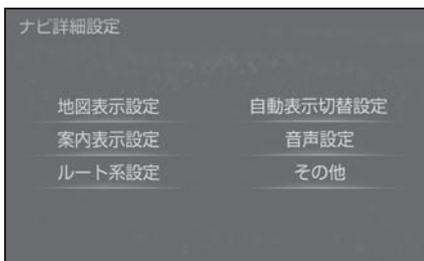 ナビ詳細設定
地図表示設定
自動表示切替設定
案内表示設定
音声設定
ルート系設定
その他